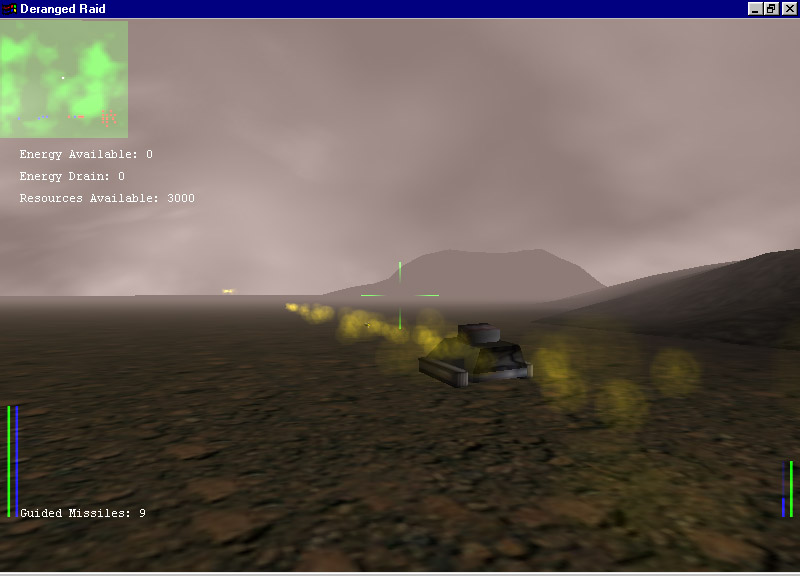 Deranged Raid
Energy Available: 0
Energy Drain: 0
Resources Available: 3000
Guided Missiles: 9